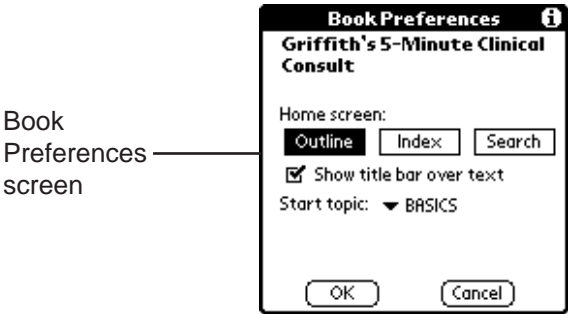 Book Preferences
Griffith's 5-Minute Clinical
Consult
Home screen:
Outline Index Search
Show title bar over text
Start topic: BASICS
OK Cancel
Book
Preferences
screen